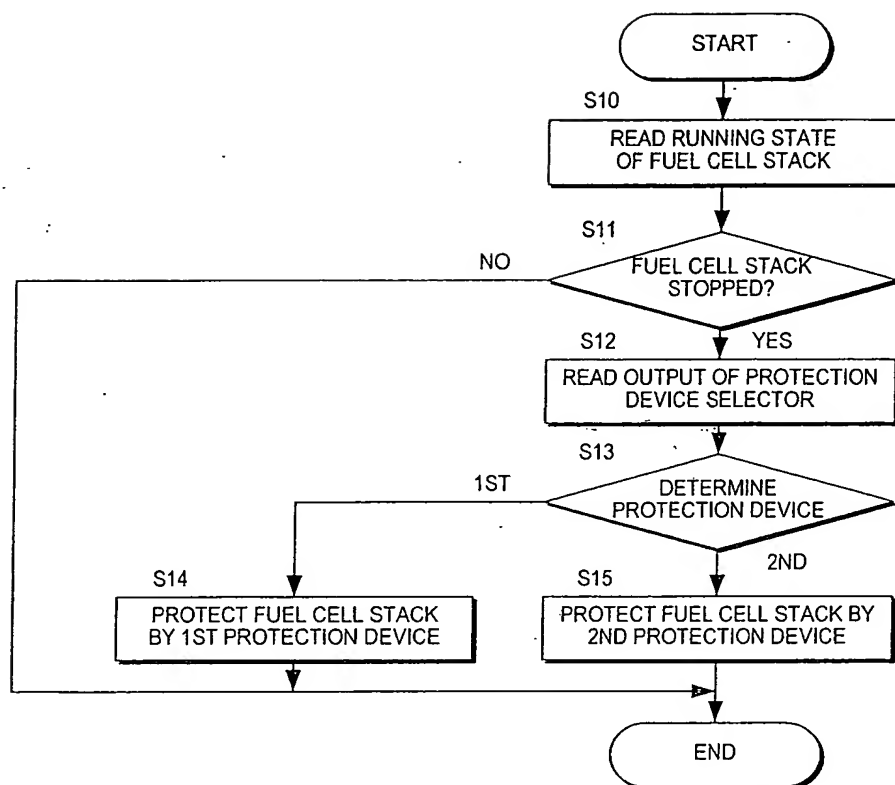 START
S10
READ RUNNING STATE
OF FUEL CELL STACK
S11
NO
FUEL CELL STACK
STOPPED?
YES
S12
READ OUTPUT OF PROTECTION
DEVICE SELECTOR
S13
1ST
DETERMINE
PROTECTION DEVICE
2ND
S14
PROTECT FUEL CELL STACK
BY 1ST PROTECTION DEVICE
S15
PROTECT FUEL CELL STACK BY
2ND PROTECTION DEVICE
END